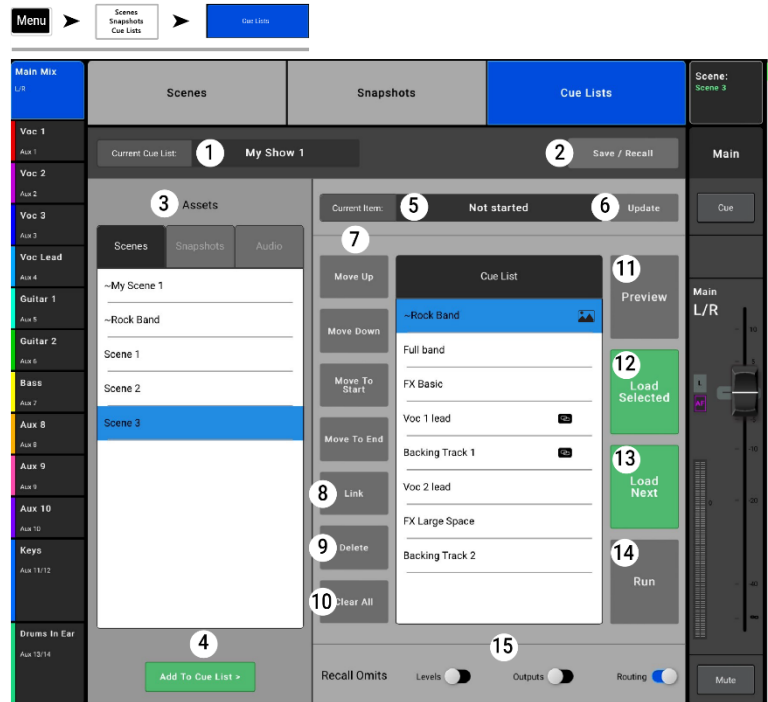 Menu
Scenes
Snapshots
Cue Lists
Cue Lists
Main Mix
L/R
Voc 1
Aux 1
Voc 2
Aux 2
Voc 3
Aux 3
Voc Lead
Aux 4
Guitar 1
Aux 5
Guitar 2
Aux 6
Bass
Aux 7
Aux 8
Aux 8
Aux 9
Aux 9
Aux 10
Aux 10
Keys
Aux 11/12
Drums In Ear
Aux 13/14
Scenes
Snapshots
Cue Lists
Current Cue List:
1
My Show 1
2
Save / Recall
3
Assets
Scenes
Snapshots
Audio
~My Scene 1
~Rock Band
Scene 1
Scene 2
Scene 3
4
Add To Cue List >
Current Item:
5
Not started
6
Update
7
Move Up
Move Down
Move To
Start
Move To End
8
Link
9
Delete
10
Clear All
Cue List
~Rock Band
Full band
FX Basic
Voc 1 lead
Backing Track 1
Voc 2 lead
FX Large Space
Backing Track 2
11
Preview
12
Load
Selected
13
Load
Next
14
Run
15
Recall Omits
Levels
Outputs
Routing
Scene:
Scene 3
Main
Cue
Main
L/R
10
5
L
AF
-10
0
-20
-40
-∞
Mute